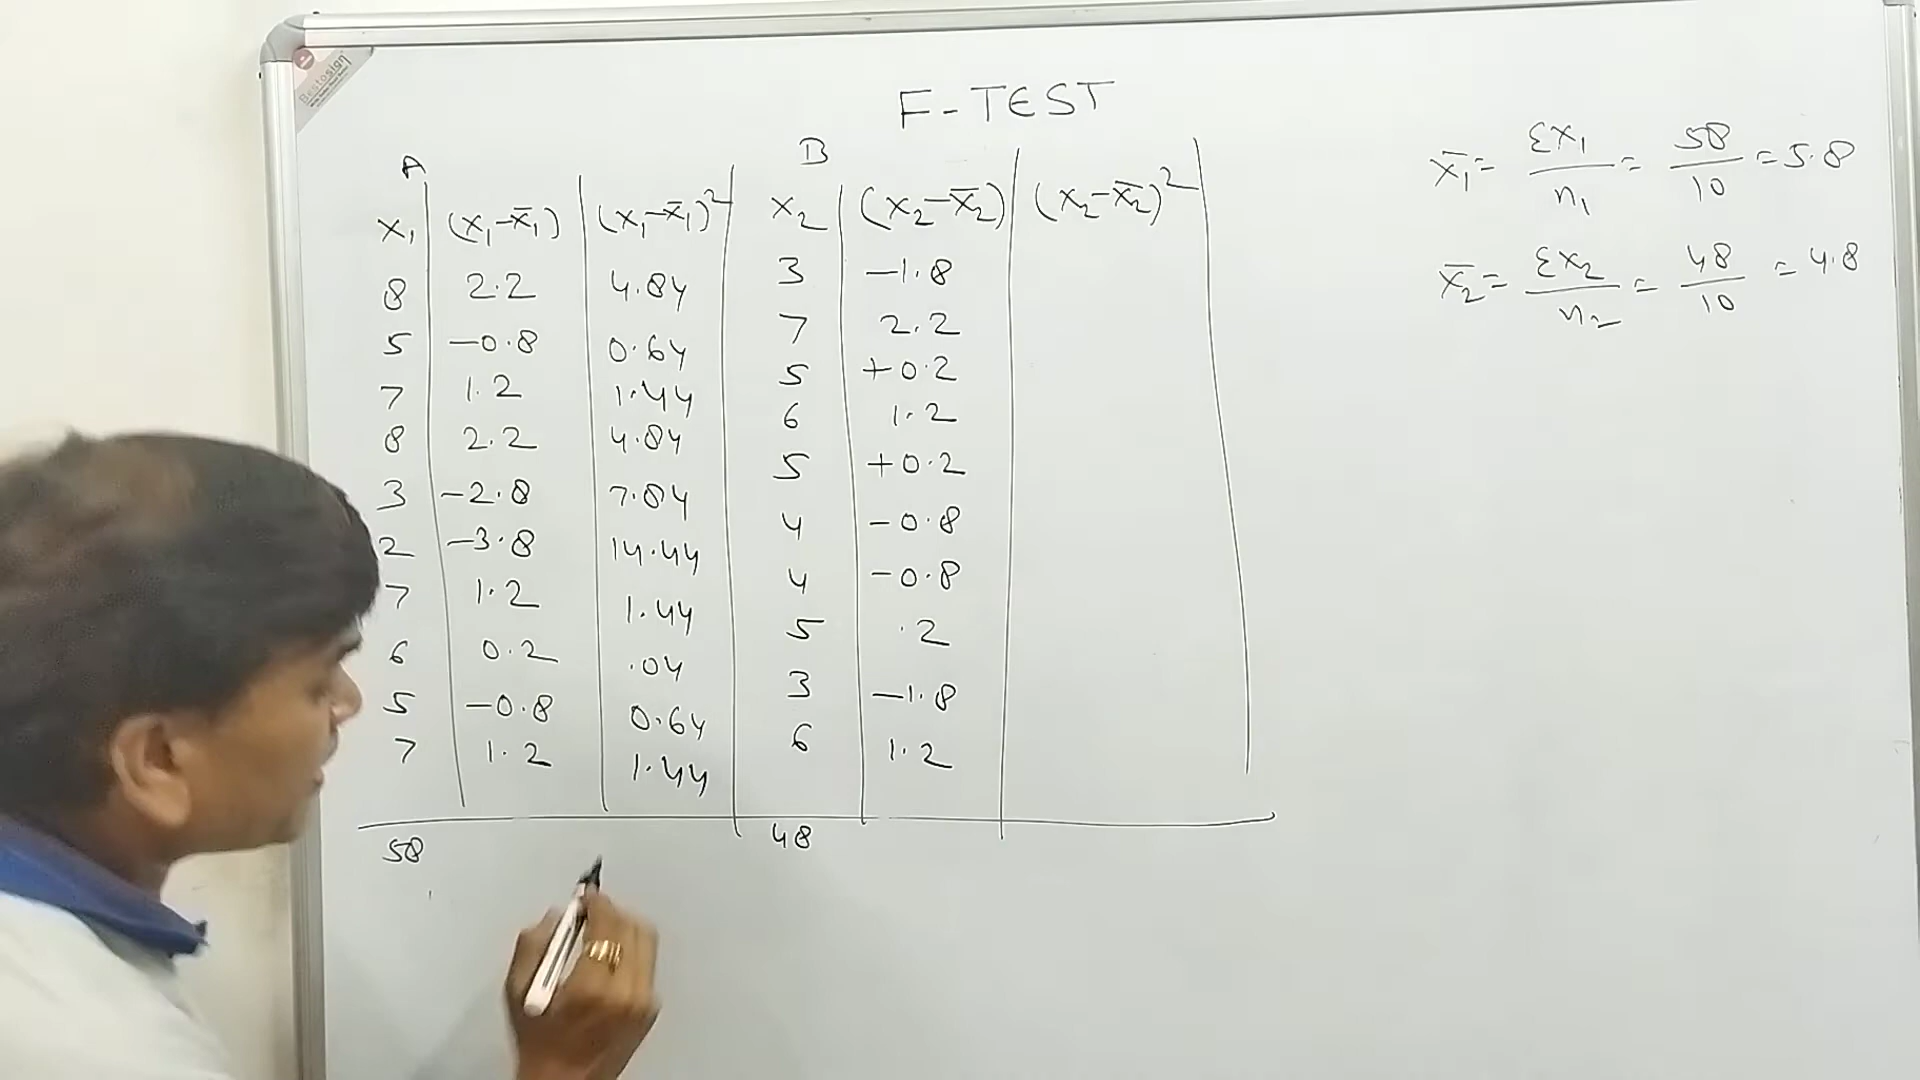 Bestosign
F-TEST
A B
x₁ (x₁-x̄₁) (x₁-x̄₁)² x₂ (x₂-x̄₂) (x₂-x̄₂)²
8 2.2 4.84 3 -1.8
5 -0.8 0.64 7 2.2
7 1.2 1.44 5 +0.2
8 2.2 4.84 6 1.2
3 -2.8 7.84 5 +0.2
2 -3.8 14.44 4 -0.8
7 1.2 1.44 4 -0.8
6 0.2 .04 5 .2
5 -0.8 0.64 3 -1.8
7 1.2 1.44 6 1.2
58 48
x̄₁ = Σx₁/n₁ = 58/10 = 5.8
x̄₂ = Σx₂/n₂ = 48/10 = 4.8